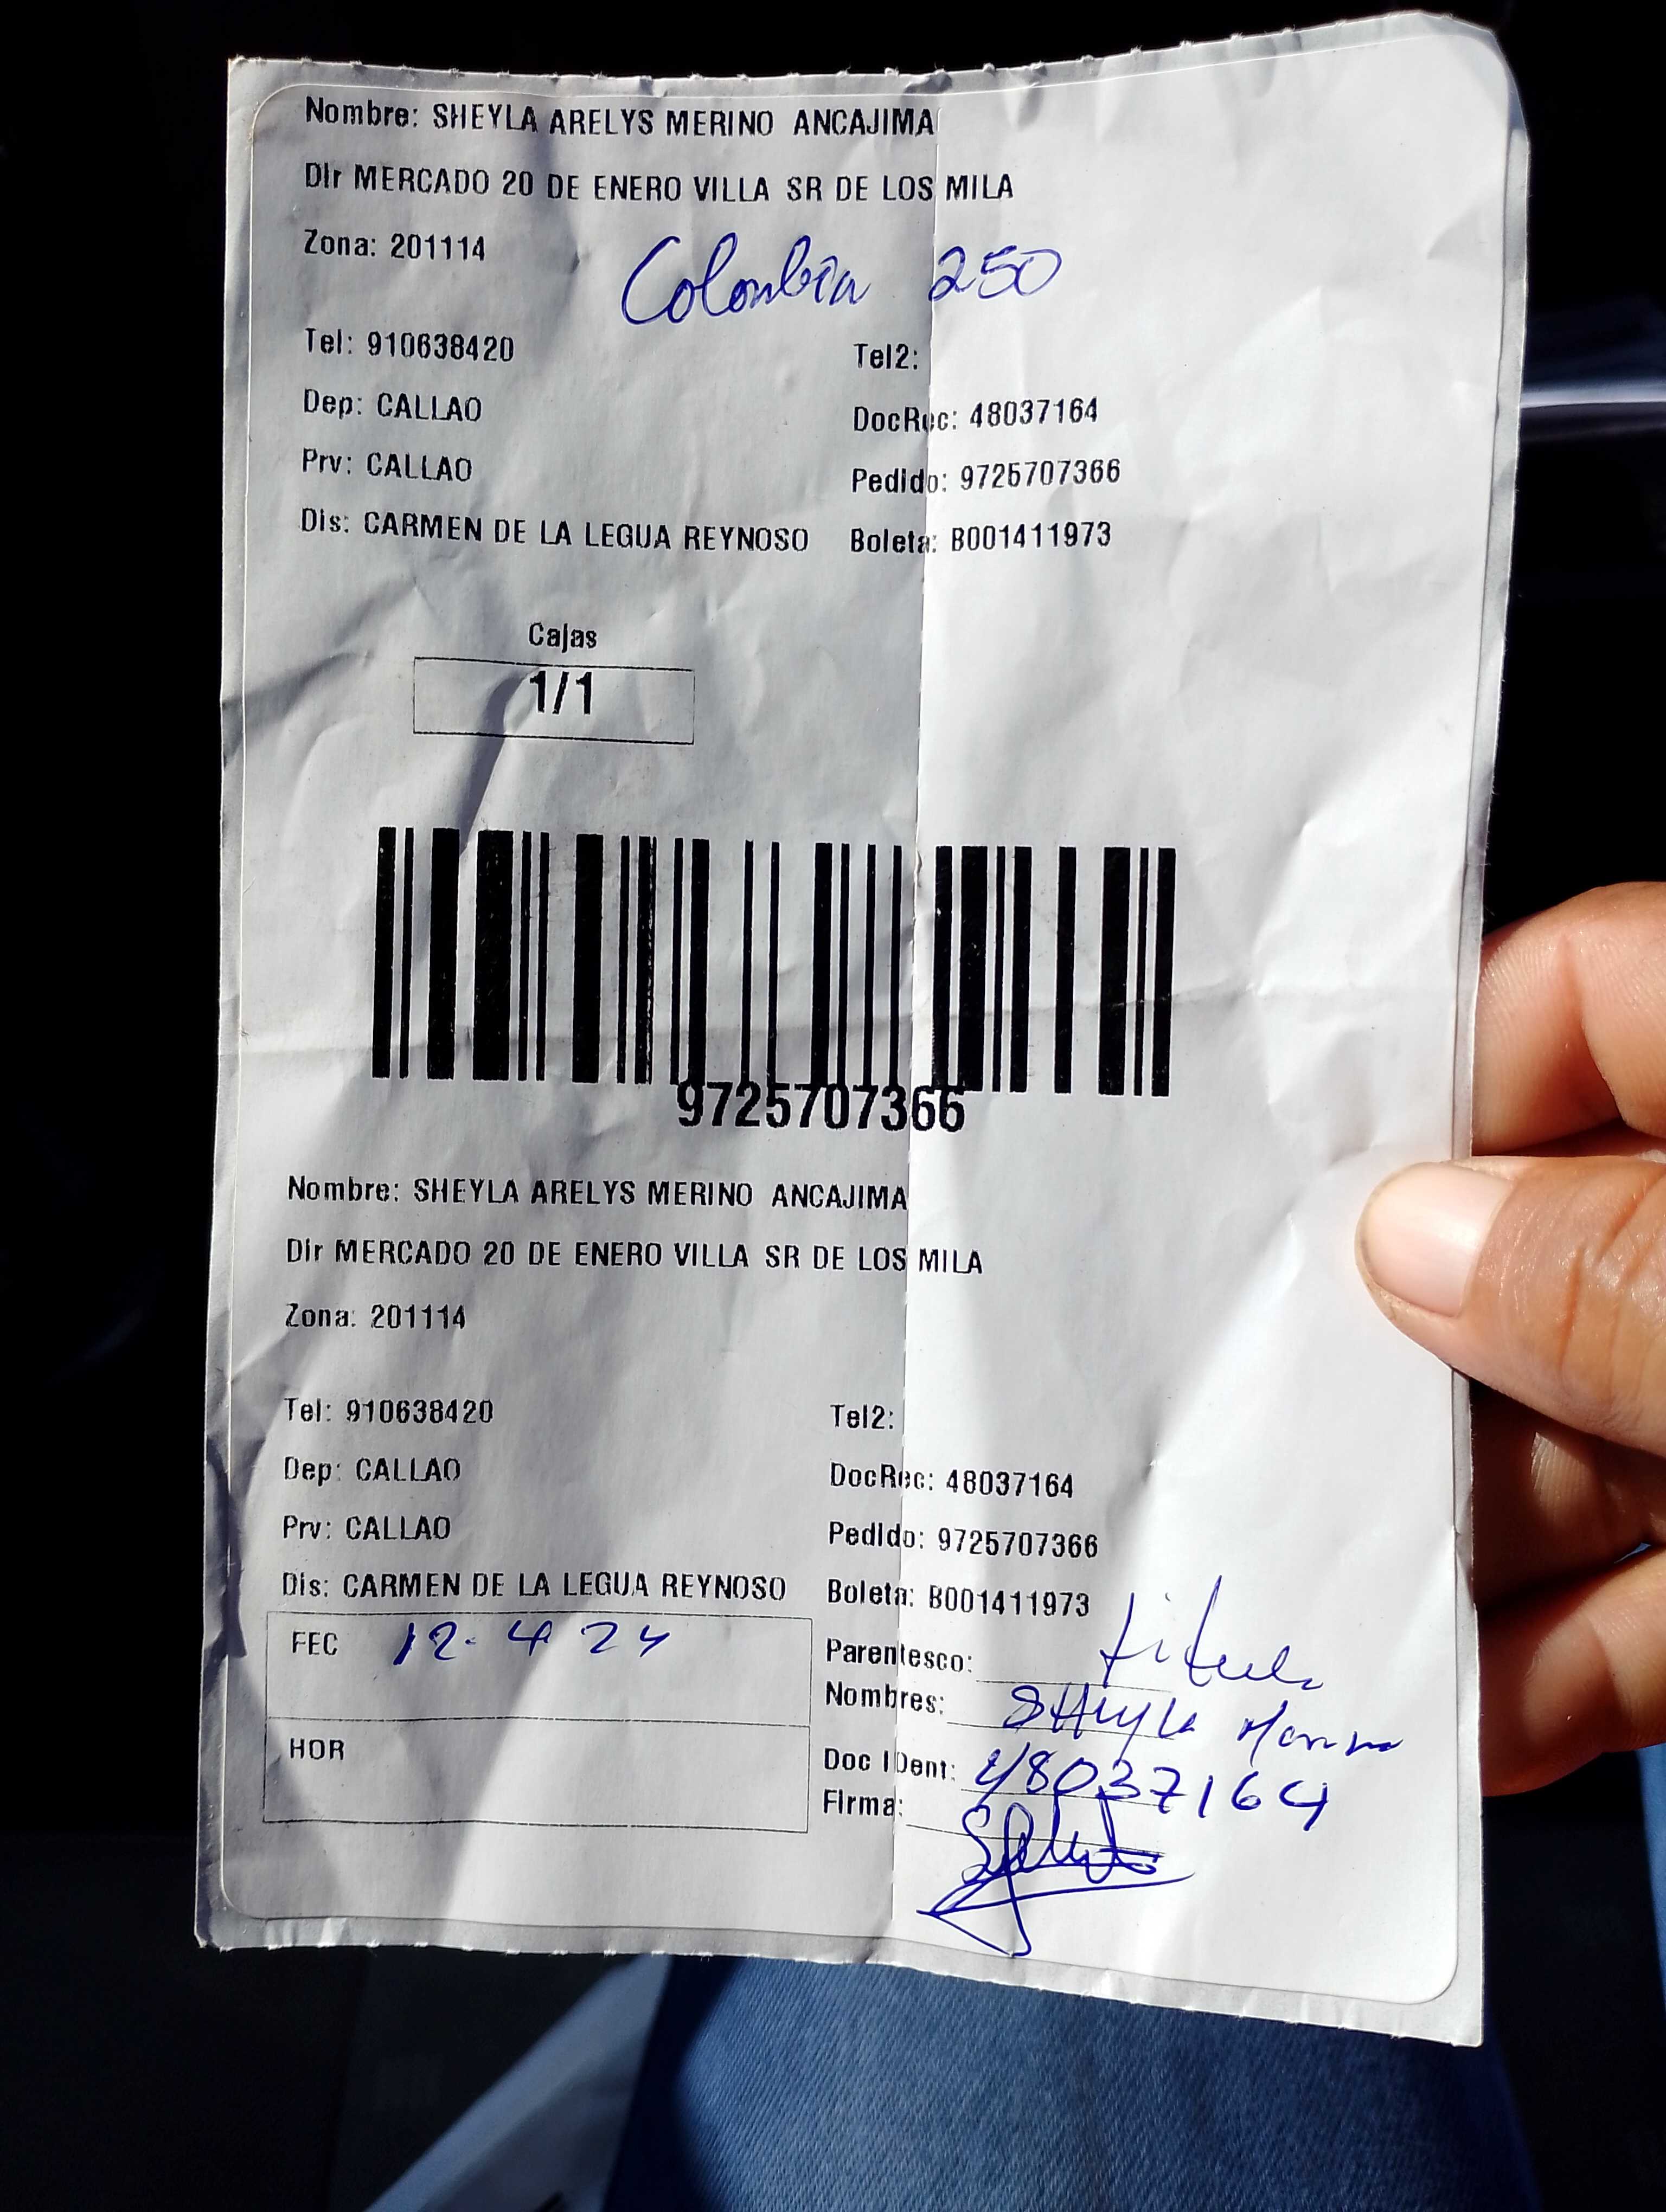 Nombre: SHEYLA ARELYS MERINO ANCAJIMA
Dir MERCADO 20 DE ENERO VILLA SR DE LOS MILA
Zona: 201114
Colombia 250
Tel: 910638420 Tel2:
Dep: CALLAO DocRec: 48037164
Prv: CALLAO Pedido: 9725707366
Dis: CARMEN DE LA LEGUA REYNOSO Boleta: B001411973
Cajas
1/1
9725707366
Nombre: SHEYLA ARELYS MERINO ANCAJIMA
Dir MERCADO 20 DE ENERO VILLA SR DE LOS MILA
Zona: 201114
Tel: 910638420 Tel2:
Dep: CALLAO DocRec: 48037164
Prv: CALLAO Pedido: 9725707366
Dis: CARMEN DE LA LEGUA REYNOSO Boleta: B001411973
FEC 12-4 24
Parentesco:
Nombres: SHeyla
HOR
Doc IDent: 48037164
Firma: